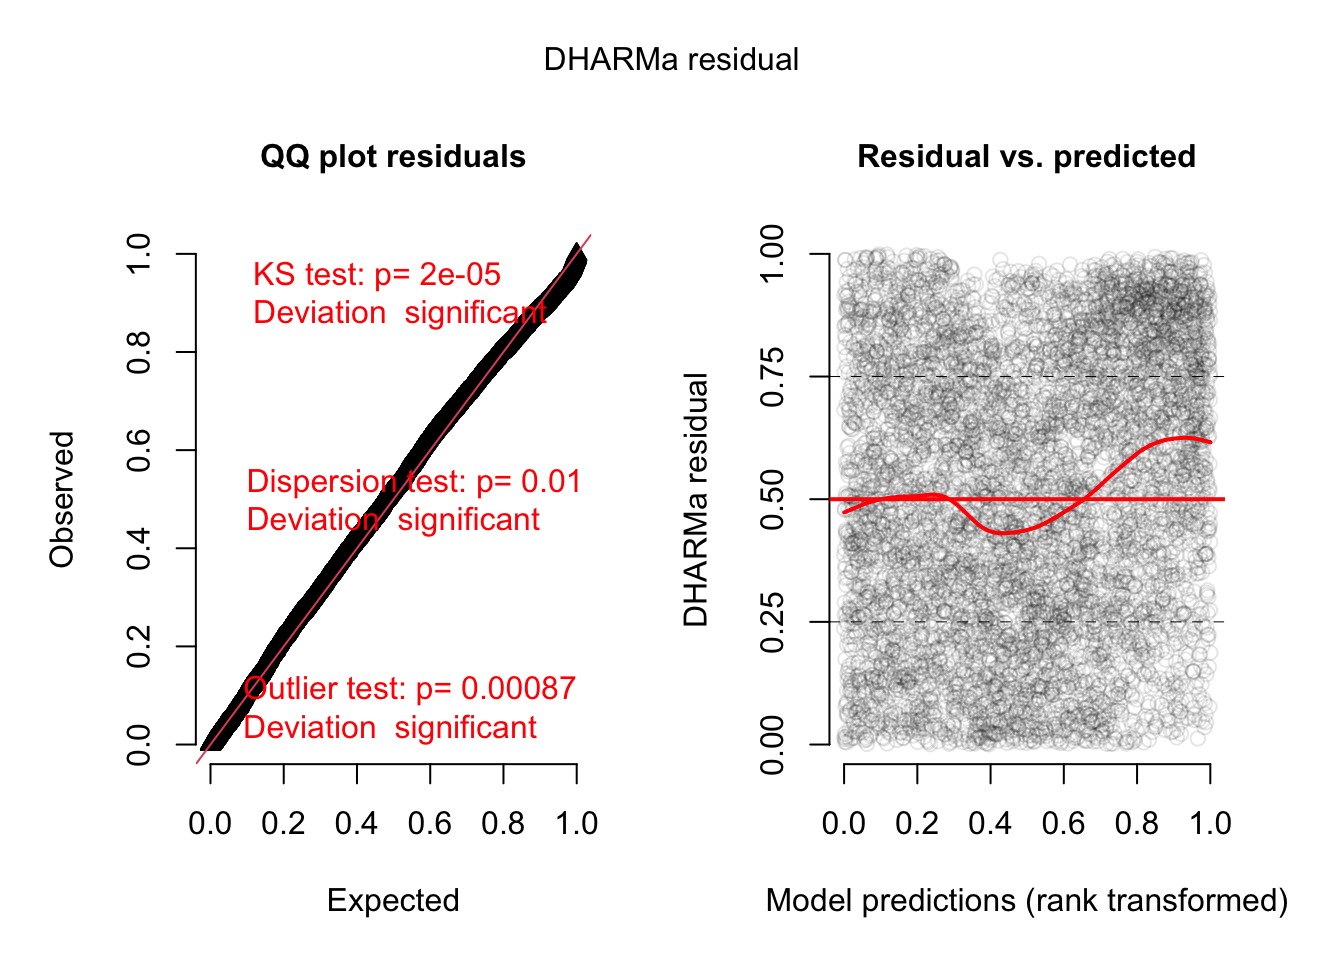 DHARMa residual
QQ plot residuals
KS test: p= 2e-05
Deviation  significant
Dispersion test: p= 0.01
Deviation  significant
Outlier test: p= 0.00087
Deviation  significant
Observed
0.0
0.2
0.4
0.6
0.8
1.0
0.0 0.2 0.4 0.6 0.8 1.0
Expected
Residual vs. predicted
DHARMa residual
0.00
0.25
0.50
0.75
1.00
0.0 0.2 0.4 0.6 0.8 1.0
Model predictions (rank transformed)